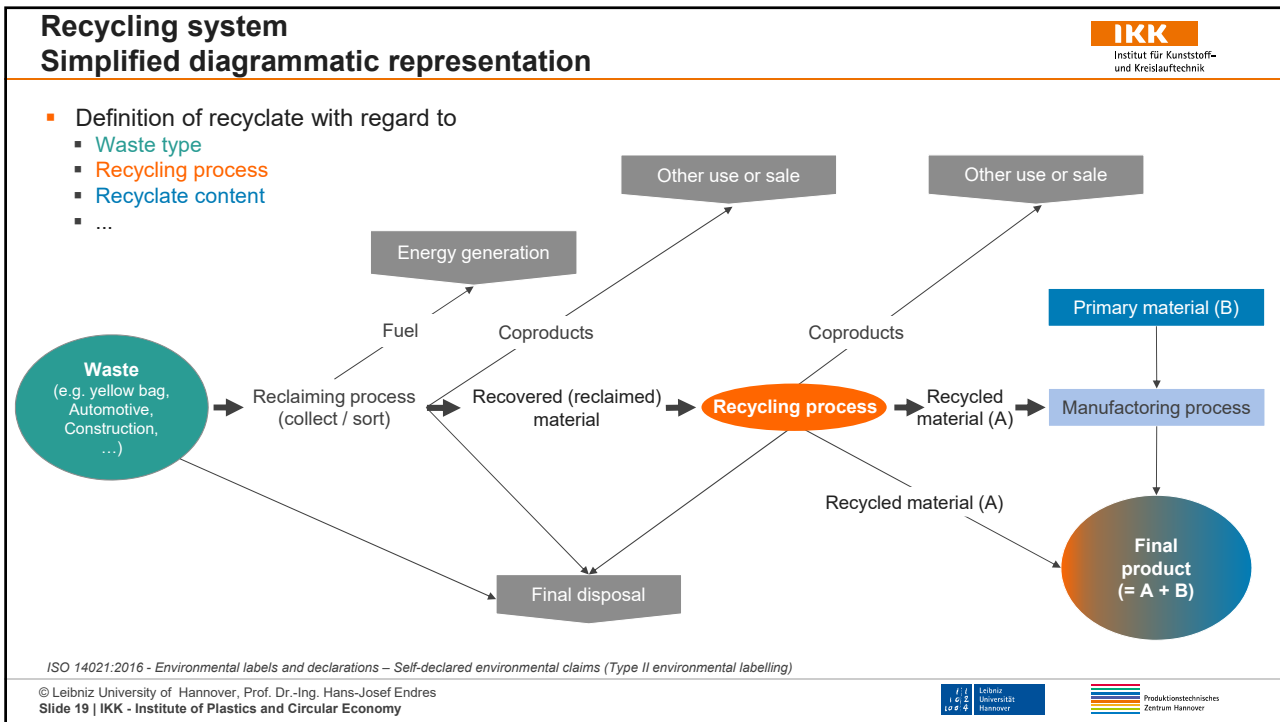 Recycling system
Simplified diagrammatic representation
IKK
Institut für Kunststoff-
und Kreislauftechnik
▪ Definition of recyclate with regard to
▪ Waste type
▪ Recycling process
▪ Recyclate content
▪ ...
Other use or sale
Other use or sale
Energy generation
Fuel
Coproducts
Coproducts
Primary material (B)
Waste
(e.g. yellow bag,
Automotive,
Construction,
…)
Reclaiming process
(collect / sort)
Recovered (reclaimed)
material
Recycling process
Recycled
material (A)
Manufactoring process
Recycled material (A)
Final
product
(= A + B)
Final disposal
ISO 14021:2016 - Environmental labels and declarations – Self-declared environmental claims (Type II environmental labelling)
© Leibniz University of Hannover, Prof. Dr.-Ing. Hans-Josef Endres
Slide 19 | IKK - Institute of Plastics and Circular Economy
Leibniz
Universität
Hannover
Produktionstechnisches
Zentrum Hannover